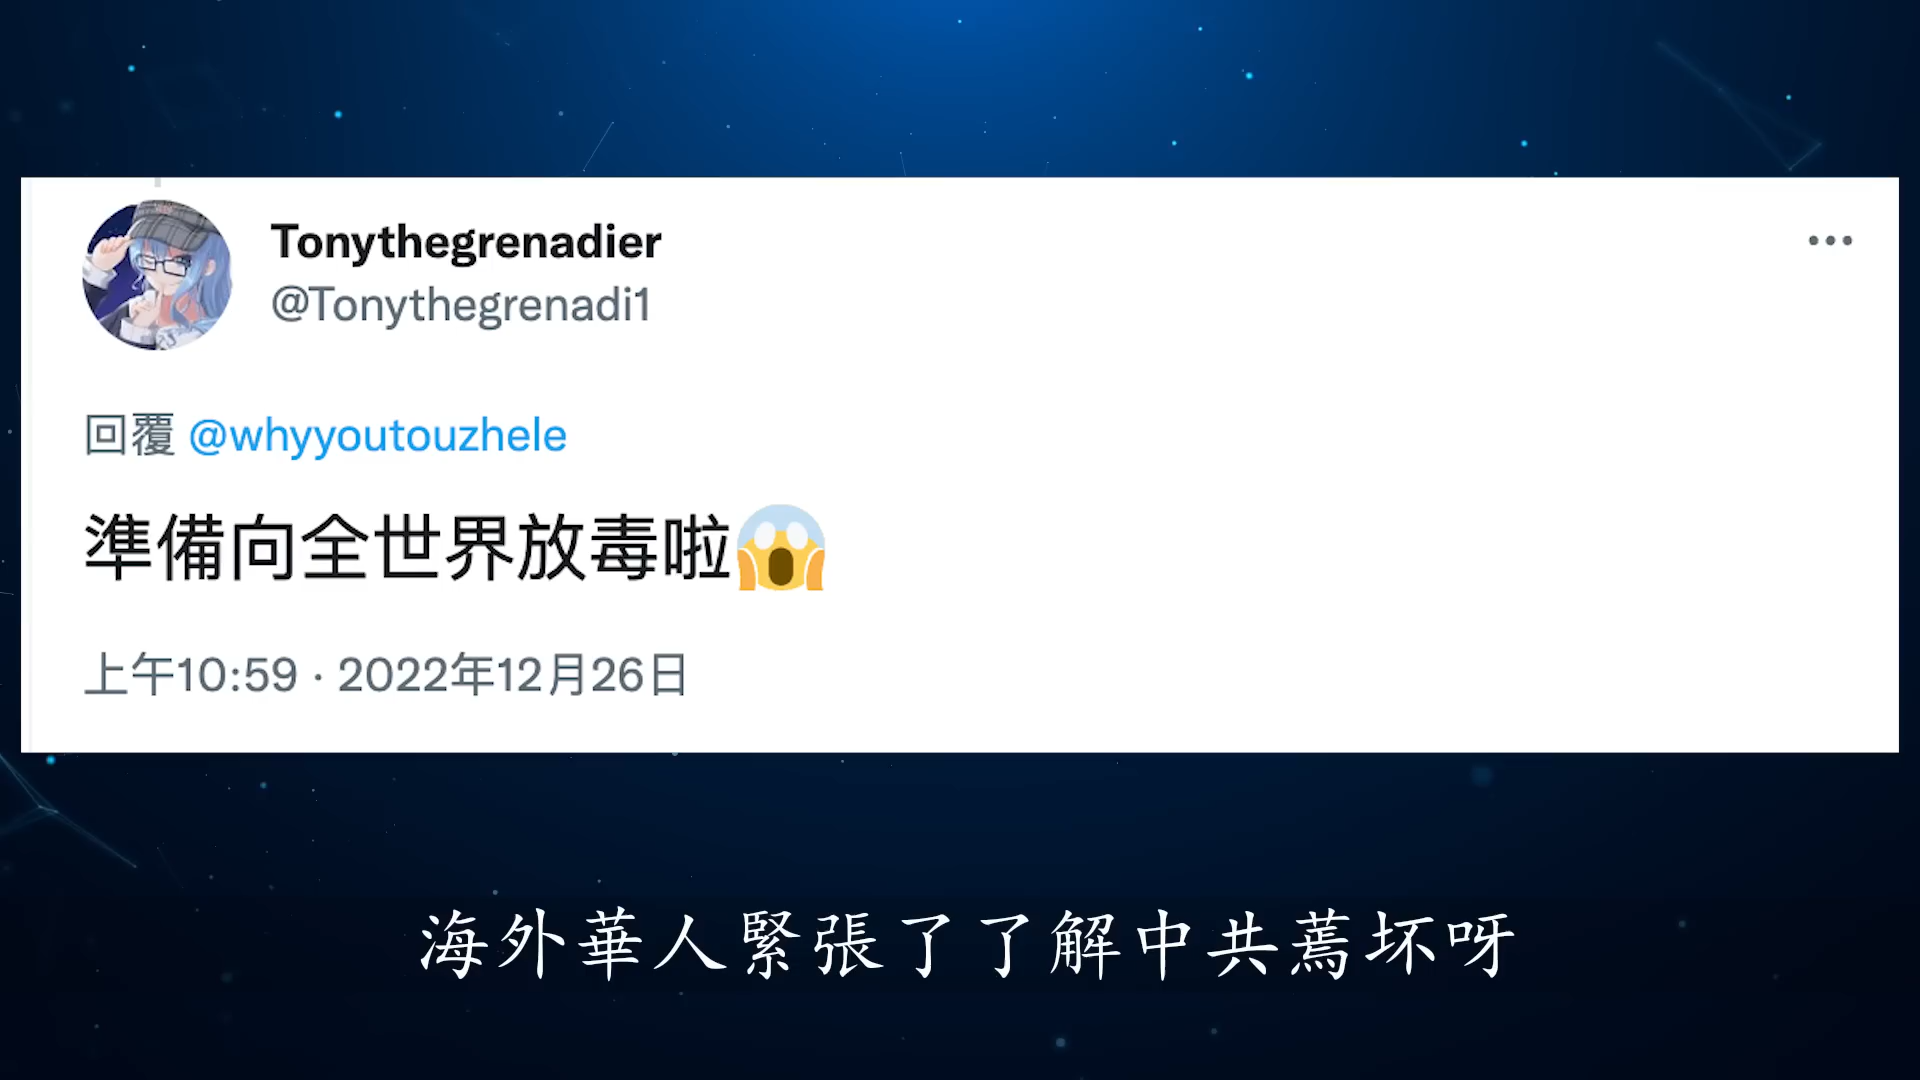 Tonythegrenadier
@Tonythegrenadi1
回覆 @whyyoutouzhele
準備向全世界放毒啦😱
上午10:59 · 2022年12月26日
海外華人緊張了了解中共蔫坏呀